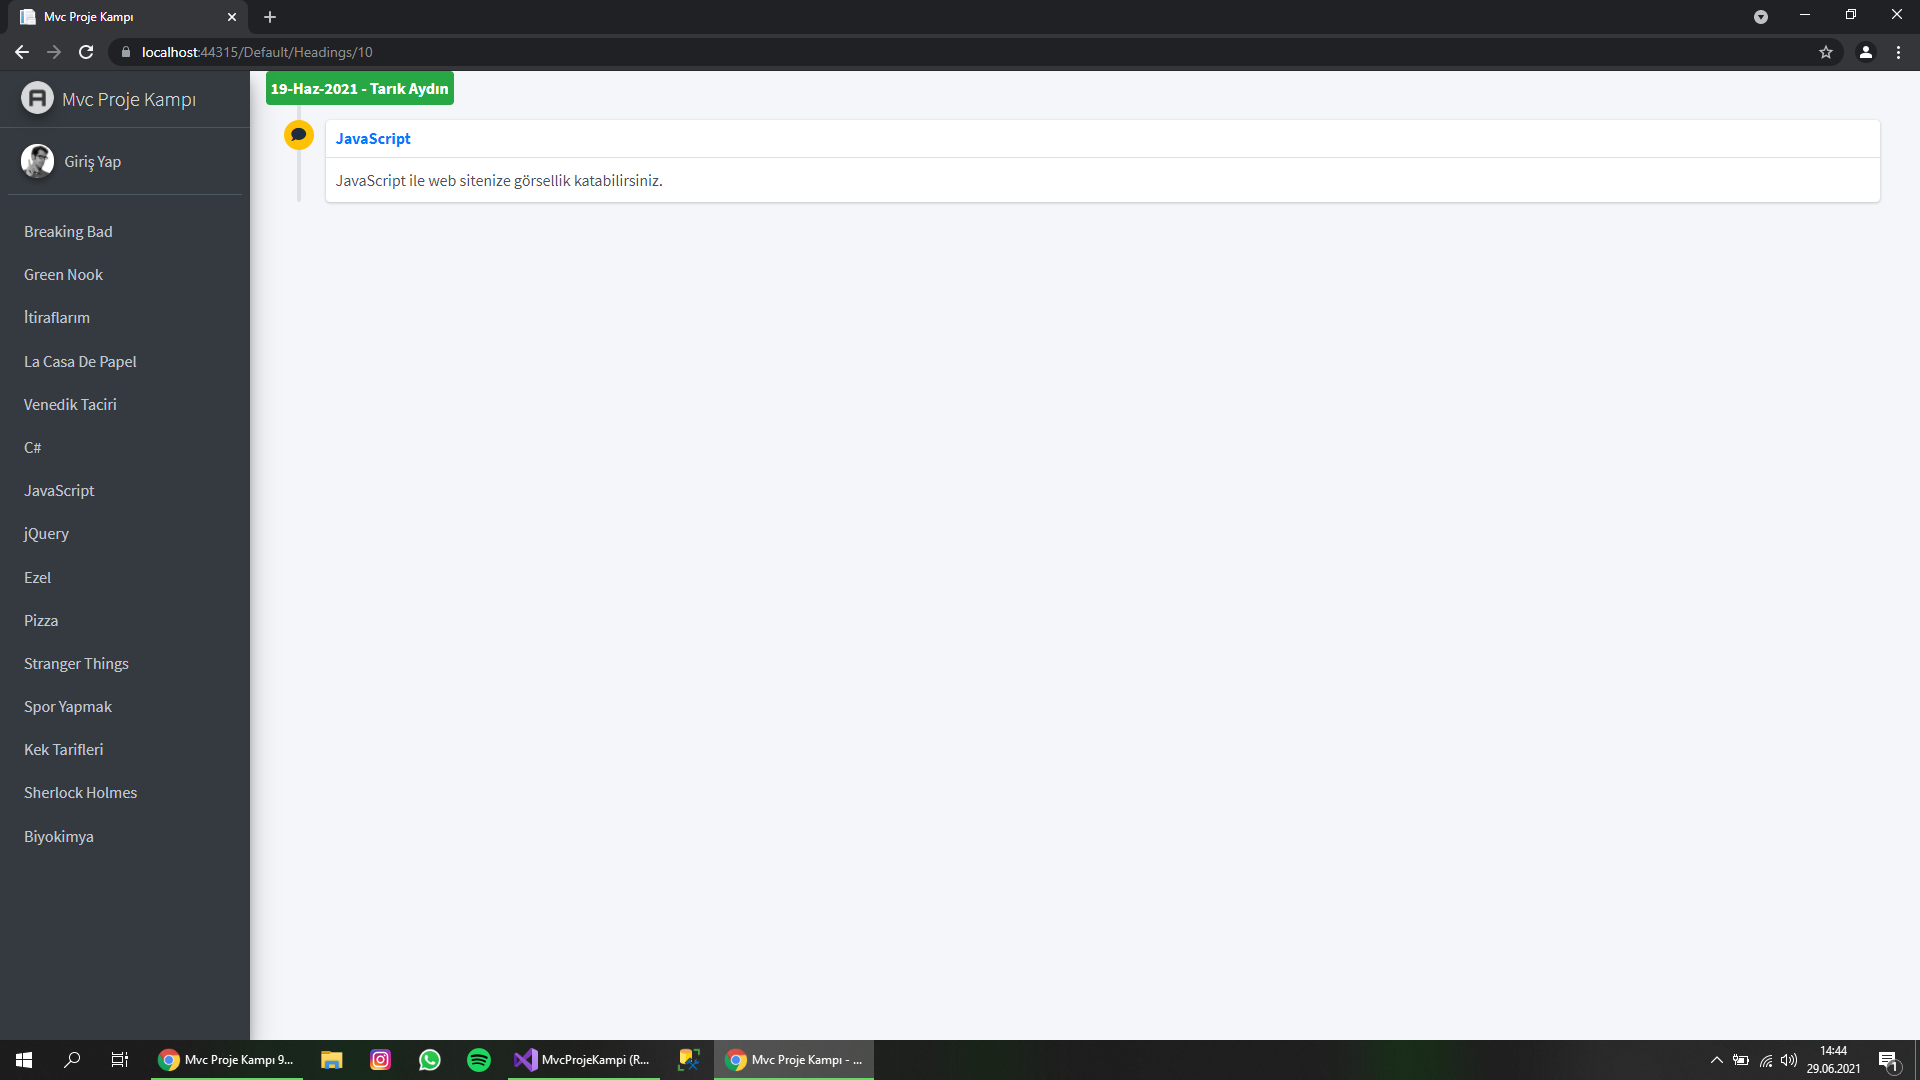 Mvc Proje Kampı
localhost:44315/Default/Headings/10
Mvc Proje Kampı
Giriş Yap
Breaking Bad
Green Nook
İtiraflarım
La Casa De Papel
Venedik Taciri
C#
JavaScript
jQuery
Ezel
Pizza
Stranger Things
Spor Yapmak
Kek Tarifleri
Sherlock Holmes
Biyokimya
19-Haz-2021 - Tarık Aydın
JavaScript
JavaScript ile web sitenize görsellik katabilirsiniz.
Mvc Proje Kampı 9...
MvcProjeKampi (R...
Mvc Proje Kampı - ...
14:44
29.06.2021
1